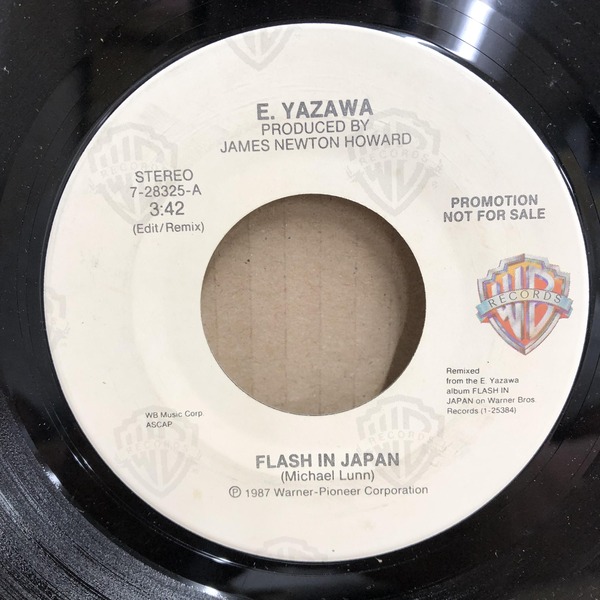 E. YAZAWA
PRODUCED BY
JAMES NEWTON HOWARD
STEREO
7-28325-A
3:42
(Edit/Remix)
PROMOTION
NOT FOR SALE
WB
RECORDS
Remixed
from the E. Yazawa
album FLASH IN
JAPAN on Warner Bros.
Records (1-25384)
WB Music Corp.
ASCAP
FLASH IN JAPAN
(Michael Lunn)
℗ 1987 Warner-Pioneer Corporation